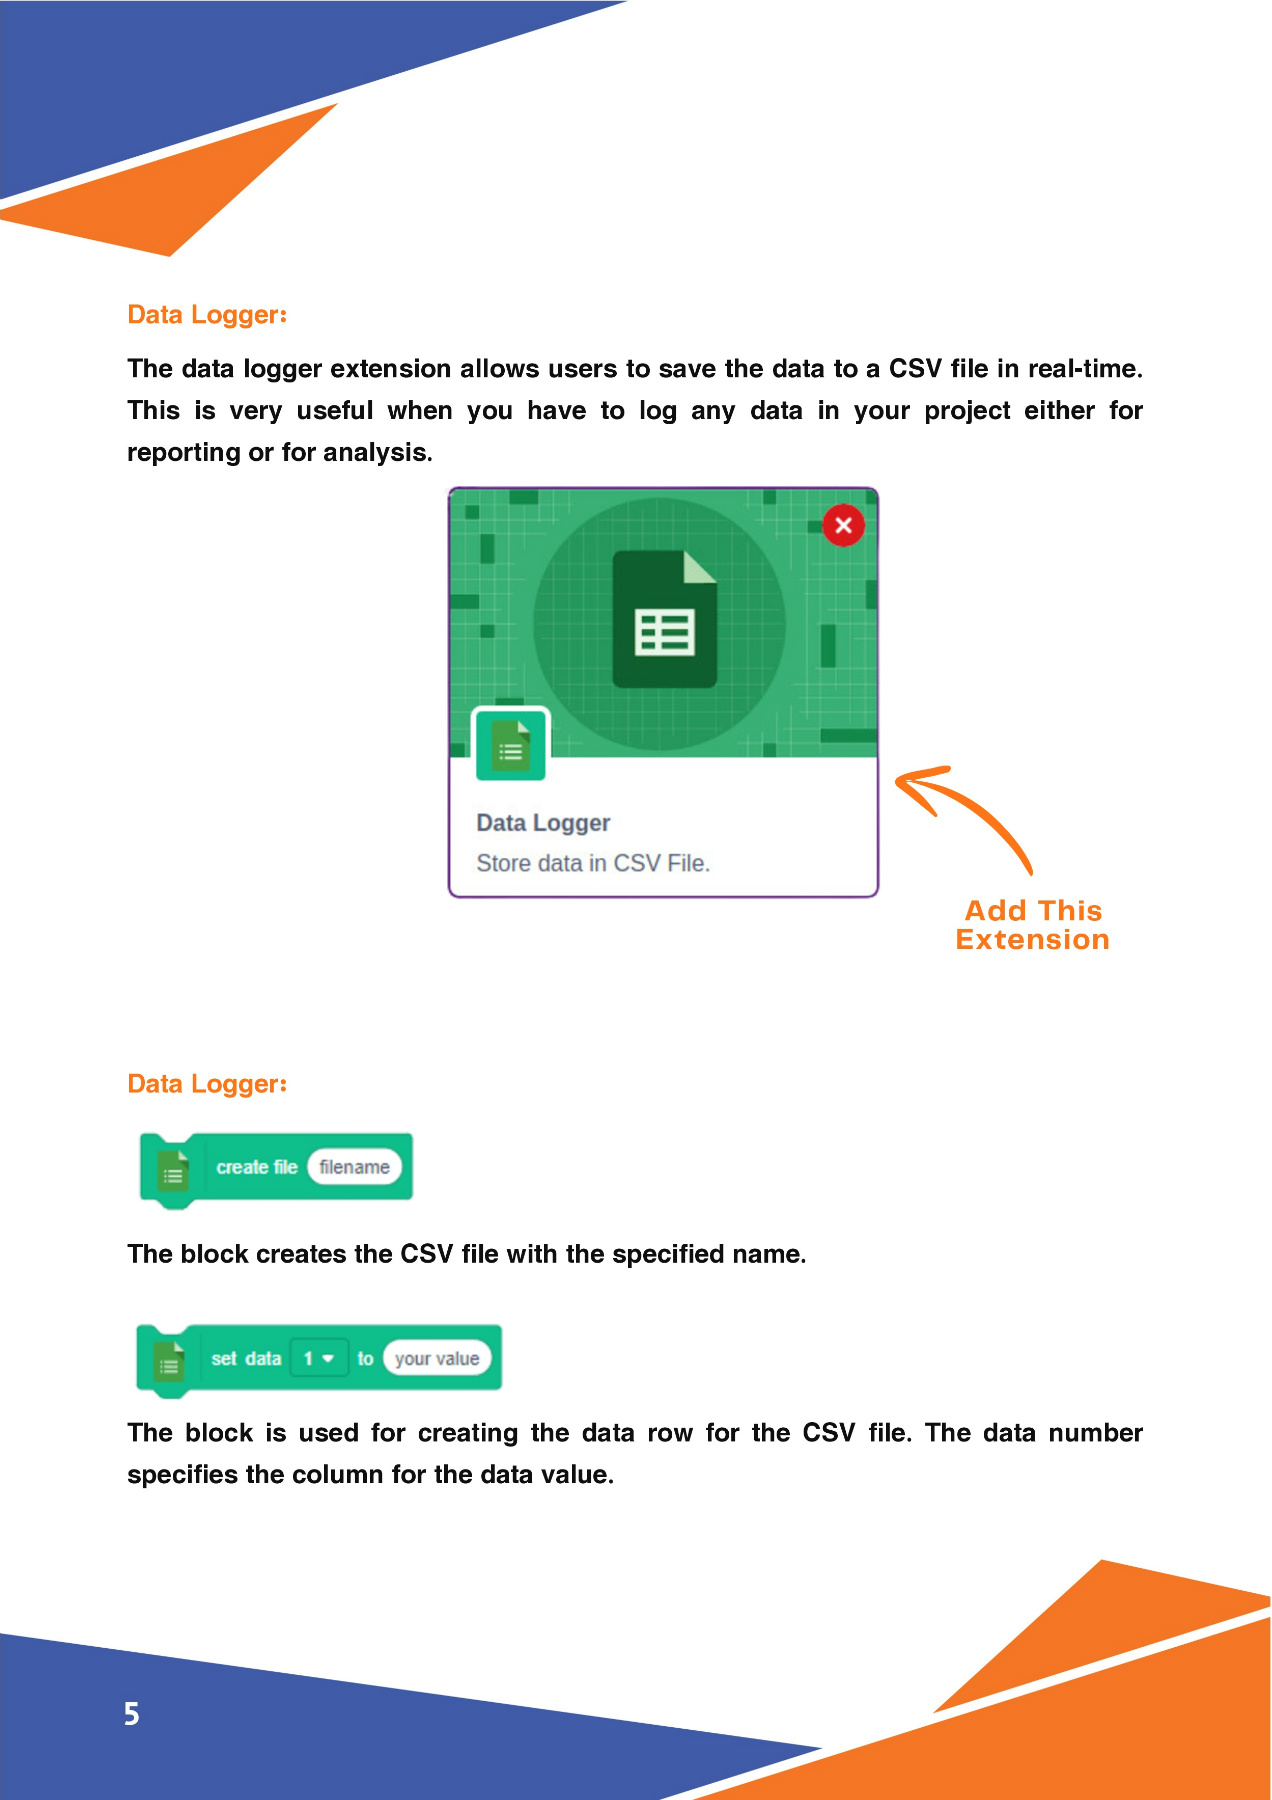 Data Logger:
The data logger extension allows users to save the data to a CSV file in real-time.
This is very useful when you have to log any data in your project either for
reporting or for analysis.
Data Logger
Store data in CSV File.
Add This
Extension
Data Logger:
create file filename
The block creates the CSV file with the specified name.
set data 1 to your value
The block is used for creating the data row for the CSV file. The data number
specifies the column for the data value.
5